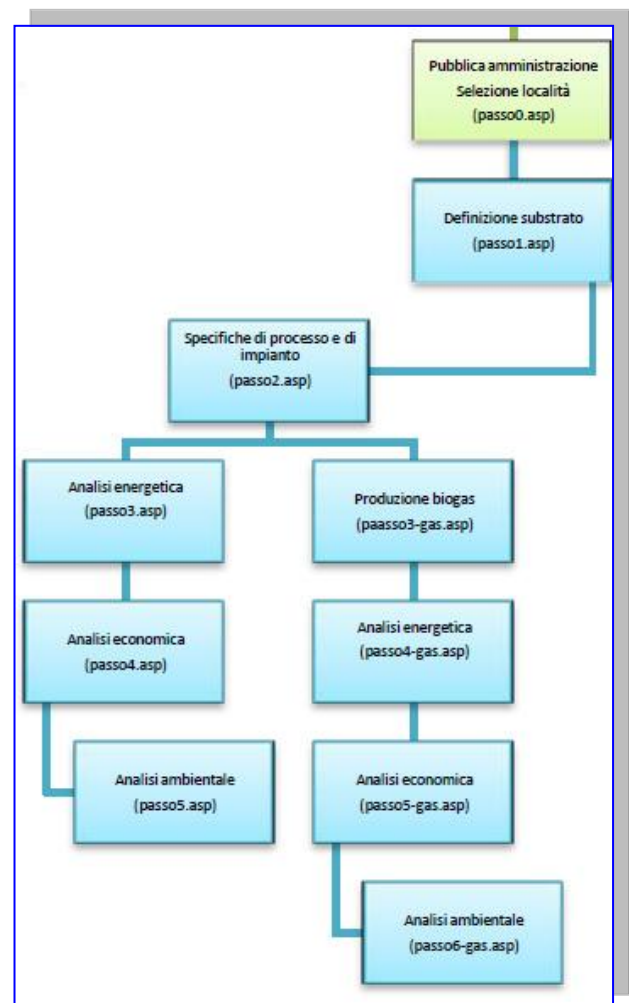 Pubblica amministrazione
Selezione località
(passo0.asp)
Definizione substrato
(passo1.asp)
Specifiche di processo e di
impianto
(passo2.asp)
Analisi energetica
(passo3.asp)
Produzione biogas
(paasso3-gas.asp)
Analisi economica
(passo4.asp)
Analisi energetica
(passo4-gas.asp)
Analisi ambientale
(passo5.asp)
Analisi economica
(passo5-gas.asp)
Analisi ambientale
(passo6-gas.asp)